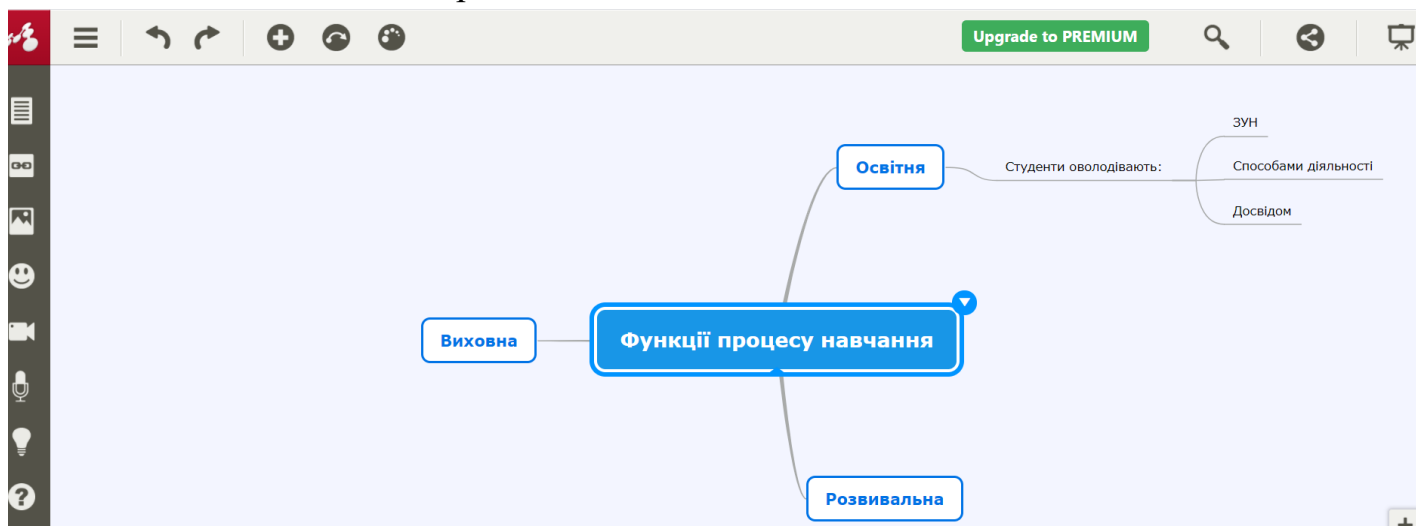 Upgrade to PREMIUM
ЗУН
Освітня
Студенти оволодівають:
Способами діяльності
Досвідом
Виховна
Функції процесу навчання
Розвивальна